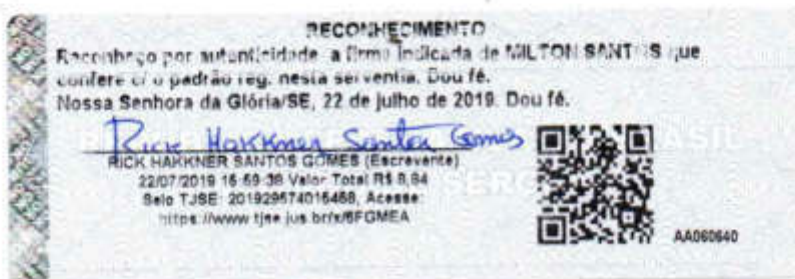 RECONHECIMENTO
Reconheço por autenticidade a firma indicada de MILTON SANTOS que
confere c/ o padrão reg. nesta serventia. Dou fé.
Nossa Senhora da Glória/SE, 22 de julho de 2019. Dou fé.
Rick Hakkner Santos Gomes
RICK HAKKNER SANTOS GOMES (Escrevente)
22/07/2019 16:59:38 Valor Total R$ 8,84
Selo TJSE: 201929574016468, Acesse:
https://www.tjse.jus.br/x/6FGMEA
AA060640